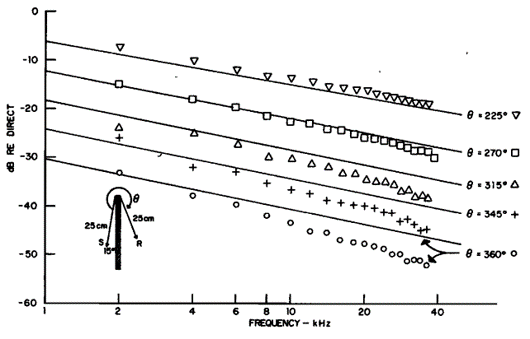 0
-10
-20
-30
-40
-50
-60
dB RE DIRECT
1
2
4
6
8
10
20
40
FREQUENCY - kHz
θ = 225° ▽
θ = 270° □
θ = 315° △
θ = 345° +
θ = 360° ○
θ
25cm
25cm
S
15°
R